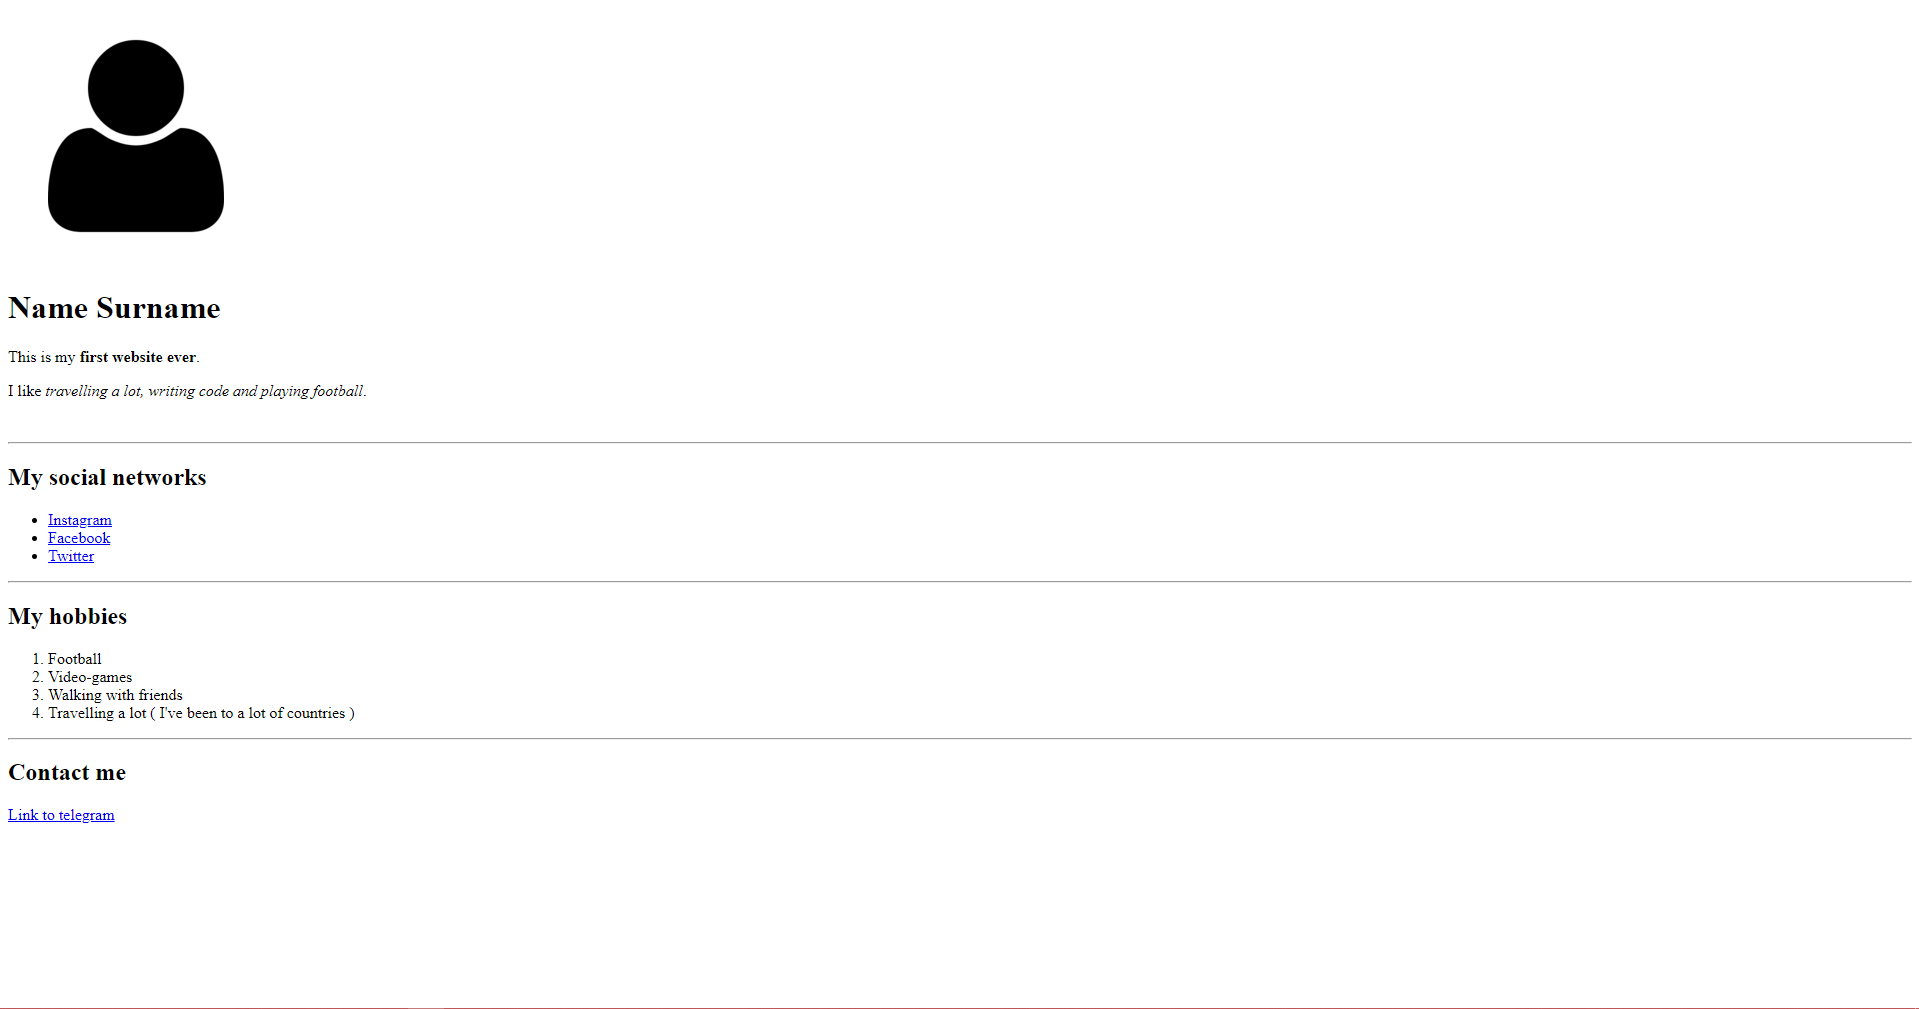 Name Surname
This is my first website ever.
I like travelling a lot, writing code and playing football.
My social networks
• Instagram
• Facebook
• Twitter
My hobbies
1. Football
2. Video-games
3. Walking with friends
4. Travelling a lot ( I've been to a lot of countries )
Contact me
Link to telegram